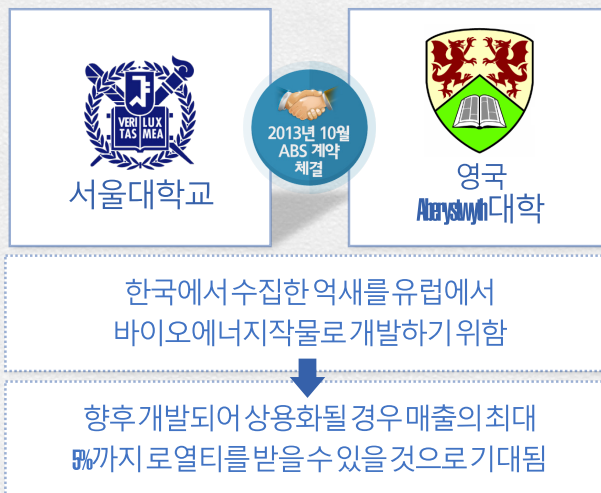 VERI LUX
TAS MEA
서울대학교
2013년 10월
ABS 계약
체결
영국
Aberystwyth대학
한국에서 수집한 억새를 유럽에서
바이오에너지작물로 개발하기 위함
향후 개발되어 상용화될 경우 매출의 최대
5%까지 로열티를 받을 수 있을 것으로 기대됨